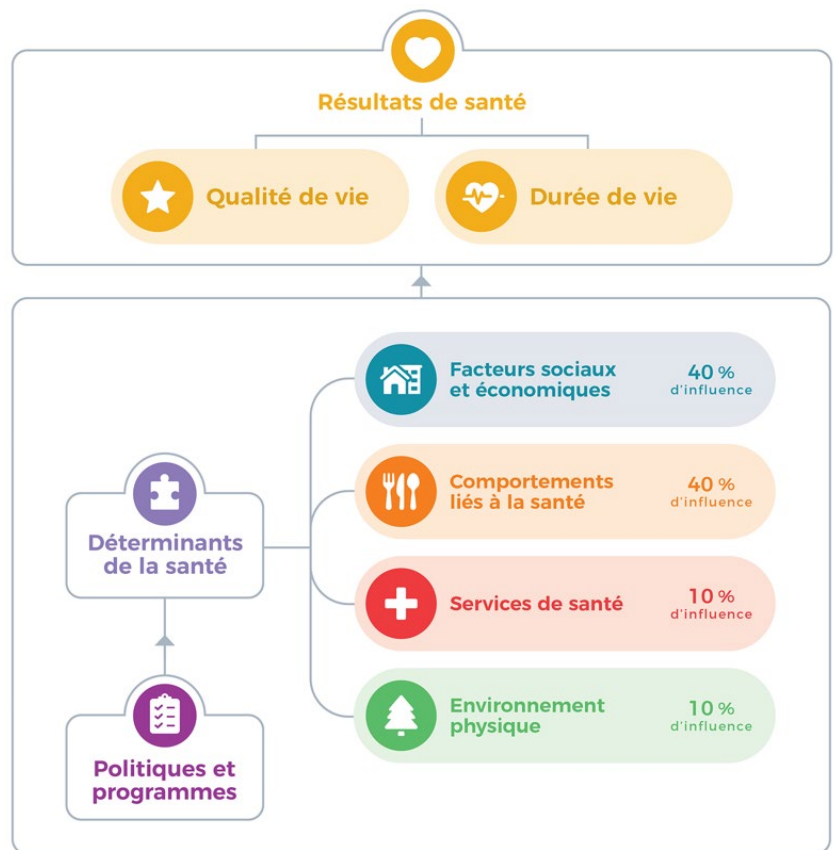 Résultats de santé
Qualité de vie
Durée de vie
Facteurs sociaux
et économiques
40 %
d'influence
Comportements
liés à la santé
40 %
d'influence
Déterminants
de la santé
Services de santé
10 %
d'influence
Environnement
physique
10 %
d'influence
Politiques et
programmes